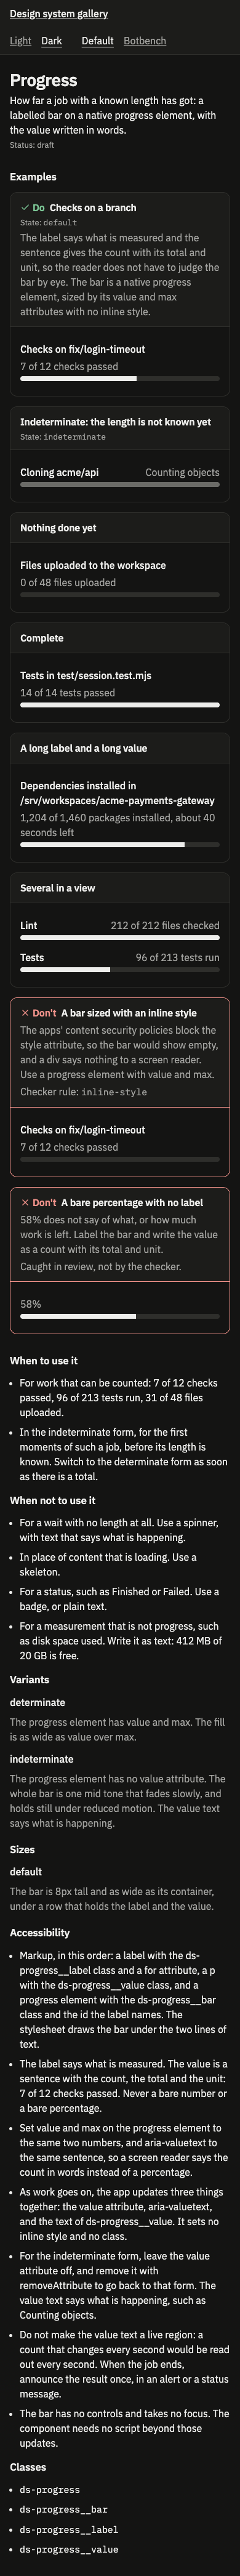 Design system gallery
Light Dark Default Botbench
Progress
How far a job with a known length has got: a
labelled bar on a native progress element, with
the value written in words.
Status: draft
Examples
✓ Do Checks on a branch
State: default
The label says what is measured and the
sentence gives the count with its total and
unit, so the reader does not have to judge the
bar by eye. The bar is a native progress
element, sized by its value and max
attributes with no inline style.
Checks on fix/login-timeout
7 of 12 checks passed
Indeterminate: the length is not known yet
State: indeterminate
Cloning acme/api Counting objects
Nothing done yet
Files uploaded to the workspace
0 of 48 files uploaded
Complete
Tests in test/session.test.mjs
14 of 14 tests passed
A long label and a long value
Dependencies installed in
/srv/workspaces/acme-payments-gateway
1,204 of 1,460 packages installed, about 40
seconds left
Several in a view
Lint 212 of 212 files checked
Tests 96 of 213 tests run
✕ Don't A bar sized with an inline style
The apps' content security policies block the
style attribute, so the bar would show empty,
and a div says nothing to a screen reader.
Use a progress element with value and max.
Checker rule: inline-style
Checks on fix/login-timeout
7 of 12 checks passed
✕ Don't A bare percentage with no label
58% does not say of what, or how much
work is left. Label the bar and write the value
as a count with its total and unit.
Caught in review, not by the checker.
58%
When to use it
• For work that can be counted: 7 of 12 checks
passed, 96 of 213 tests run, 31 of 48 files
uploaded.
• In the indeterminate form, for the first
moments of such a job, before its length is
known. Switch to the determinate form as soon
as there is a total.
When not to use it
• For a wait with no length at all. Use a spinner,
with text that says what is happening.
• In place of content that is loading. Use a
skeleton.
• For a status, such as Finished or Failed. Use a
badge, or plain text.
• For a measurement that is not progress, such
as disk space used. Write it as text: 412 MB of
20 GB is free.
Variants
determinate
The progress element has value and max. The fill
is as wide as value over max.
indeterminate
The progress element has no value attribute. The
whole bar is one mid tone that fades slowly, and
holds still under reduced motion. The value text
says what is happening.
Sizes
default
The bar is 8px tall and as wide as its container,
under a row that holds the label and the value.
Accessibility
• Markup, in this order: a label with the ds-
progress__label class and a for attribute, a p
with the ds-progress__value class, and a
progress element with the ds-progress__bar
class and the id the label names. The
stylesheet draws the bar under the two lines of
text.
• The label says what is measured. The value is a
sentence with the count, the total and the unit:
7 of 12 checks passed. Never a bare number or
a bare percentage.
• Set value and max on the progress element to
the same two numbers, and aria-valuetext to
the same sentence, so a screen reader says the
count in words instead of a percentage.
• As work goes on, the app updates three things
together: the value attribute, aria-valuetext,
and the text of ds-progress__value. It sets no
inline style and no class.
• For the indeterminate form, leave the value
attribute off, and remove it with
removeAttribute to go back to that form. The
value text says what is happening, such as
Counting objects.
• Do not make the value text a live region: a
count that changes every second would be read
out every second. When the job ends,
announce the result once, in an alert or a status
message.
• The bar has no controls and takes no focus. The
component needs no script beyond those
updates.
Classes
• ds-progress
• ds-progress__bar
• ds-progress__label
• ds-progress__value